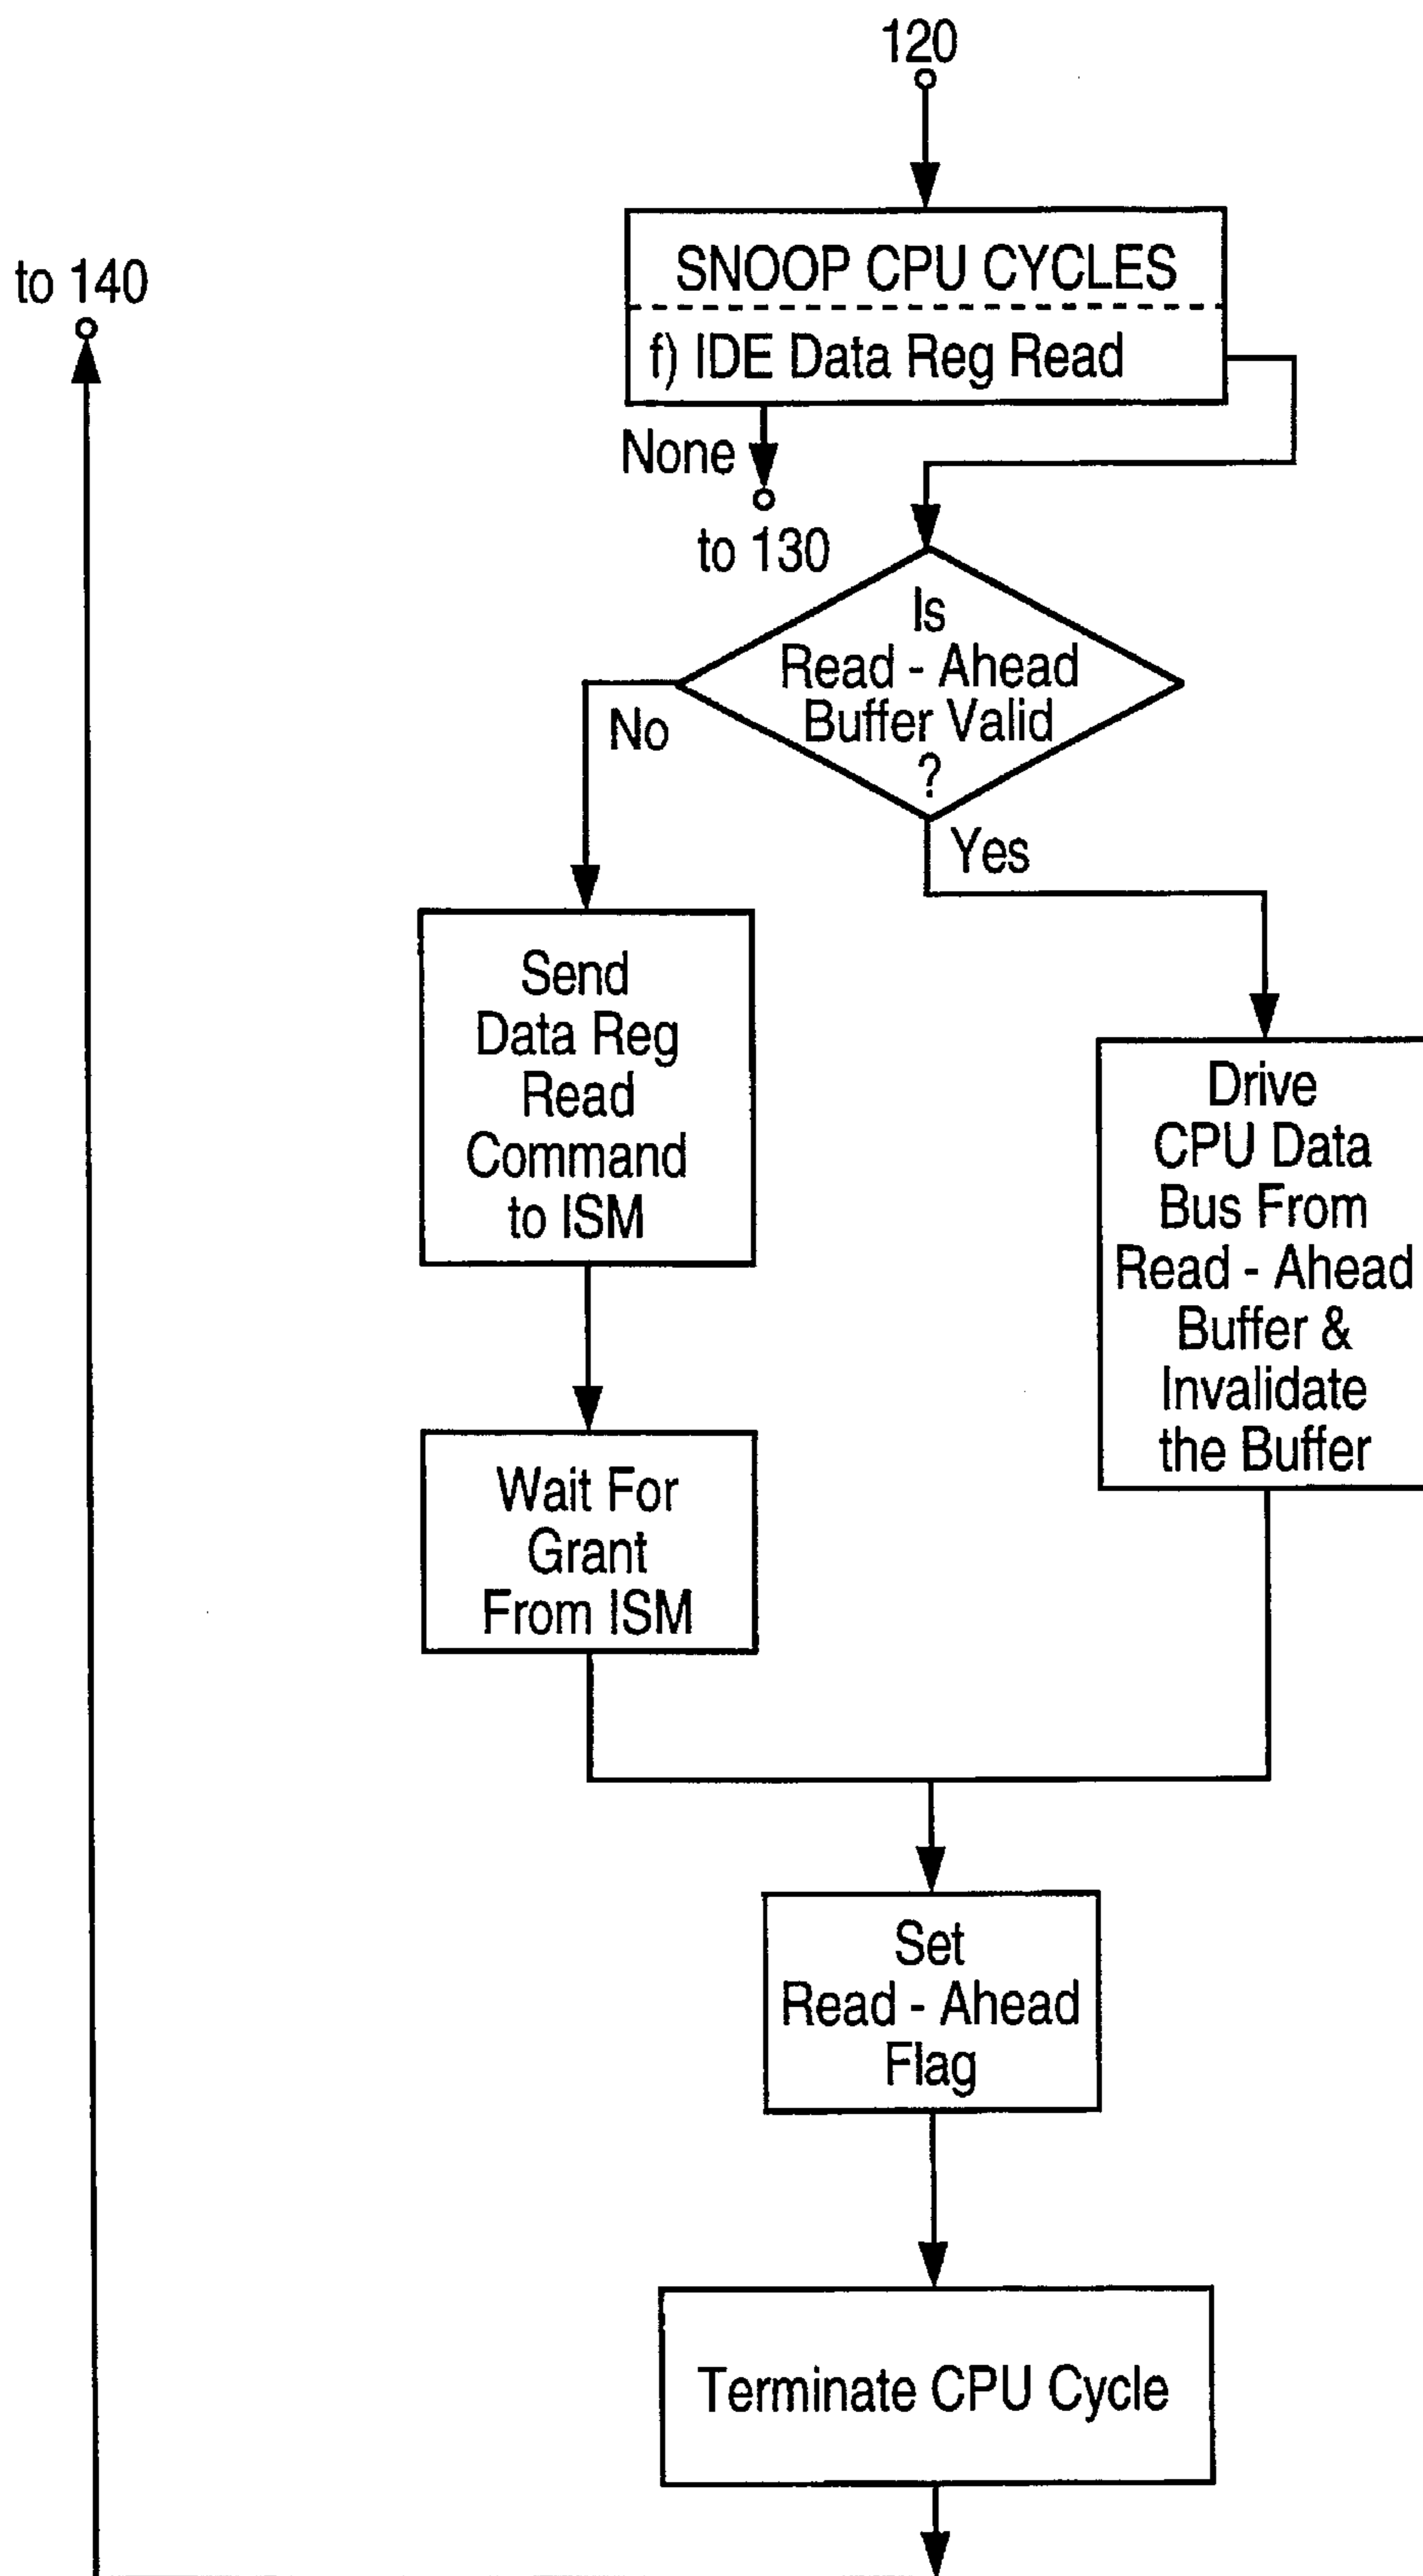 120
SNOOP CPU CYCLES
to 140
f) IDE Data Reg Read
None
to 130
Is
Read - Ahead
Buffer Valid
?
No
Yes
Send
Data Reg
Read
Command
to ISM
Drive
CPU Data
Bus From
Read - Ahead
Buffer &
Invalidate
the Buffer
Wait For
Grant
From ISM
Set
Read - Ahead
Flag
Terminate CPU Cycle